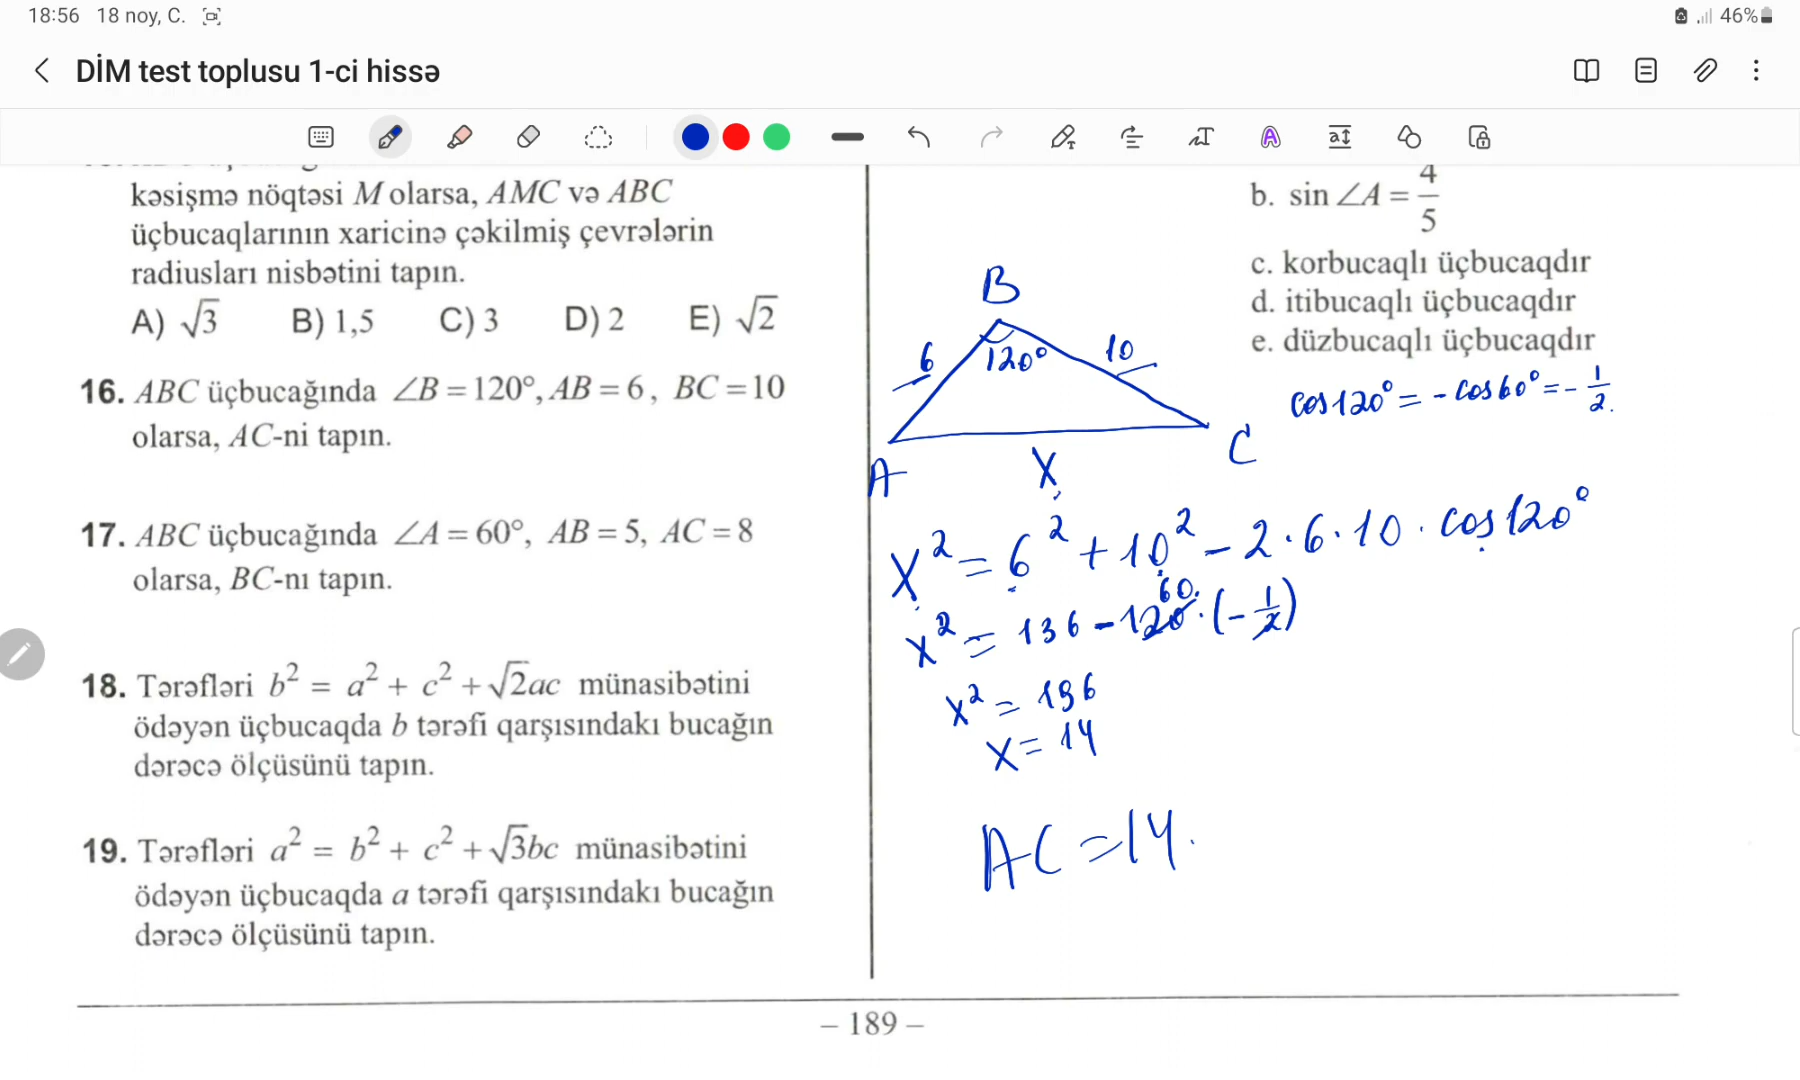 18:56 18 noy, C.
46%
DİM test toplusu 1-ci hissə
kəsişmə nöqtəsi M olarsa, AMC və ABC
üçbucaqlarının xaricinə çəkilmiş çevrələrin
radiusları nisbətini tapın.
A) √3 B) 1,5 C) 3 D) 2 E) √2
16. ABC üçbucağında ∠B = 120°, AB = 6, BC = 10
olarsa, AC-ni tapın.
17. ABC üçbucağında ∠A = 60°, AB = 5, AC = 8
olarsa, BC-nı tapın.
18. Tərəfləri b² = a² + c² + √2ac münasibətini
ödəyən üçbucaqda b tərəfi qarşısındakı bucağın
dərəcə ölçüsünü tapın.
19. Tərəfləri a² = b² + c² + √3bc münasibətini
ödəyən üçbucaqda a tərəfi qarşısındakı bucağın
dərəcə ölçüsünü tapın.
b. sin ∠A = 4/5
c. korbucaqlı üçbucaqdır
d. itibucaqlı üçbucaqdır
e. düzbucaqlı üçbucaqdır
B
6 120° 10
A X C
cos120° = - cos60° = - 1/2.
x² = 6² + 10² - 2 · 6 · 10 · cos120°
60.
x² = 136 - 120 · (- 1/2)
x² = 196
x = 14
AC = 14.
– 189 –